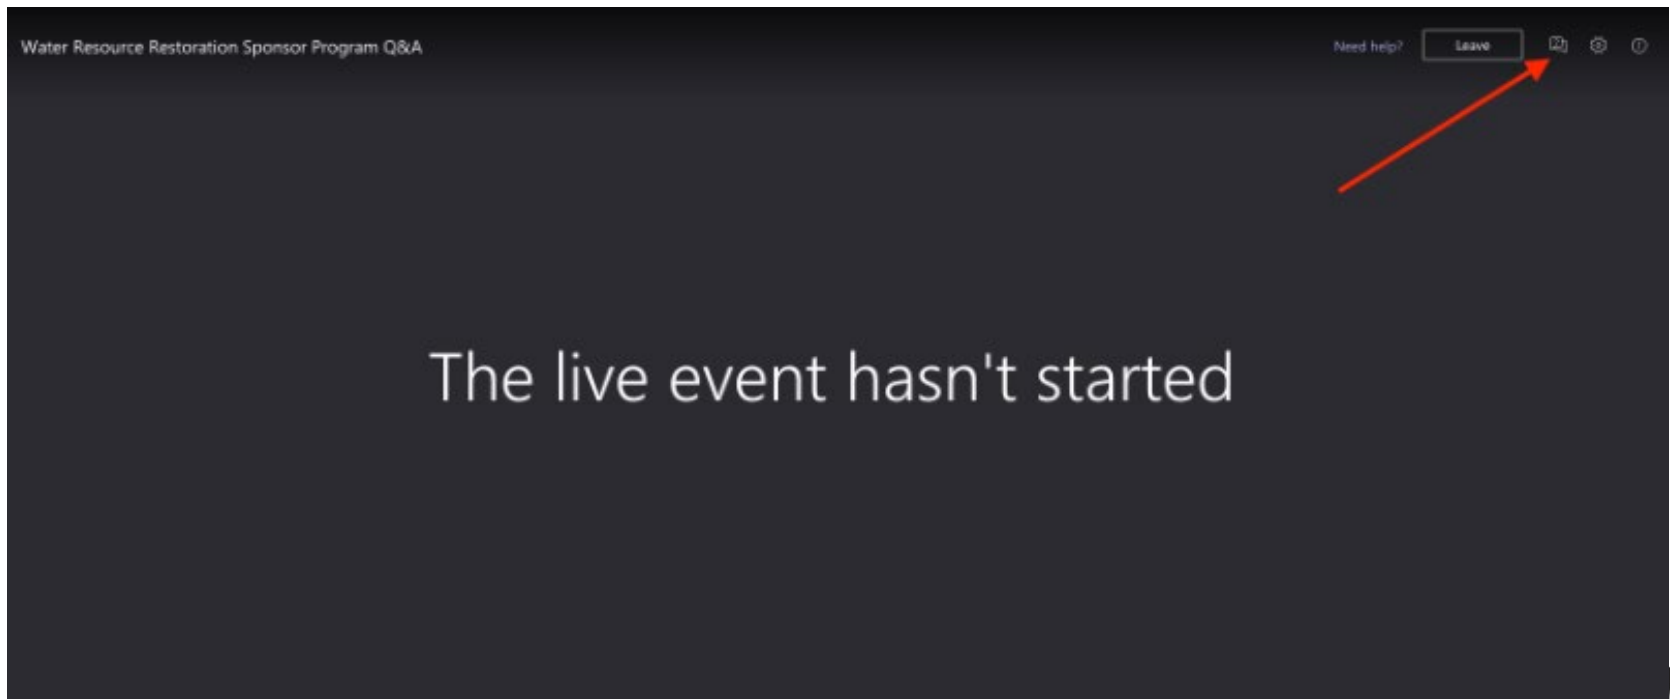 Water Resource Restoration Sponsor Program Q&A
Need help?
Leave
The live event hasn't started